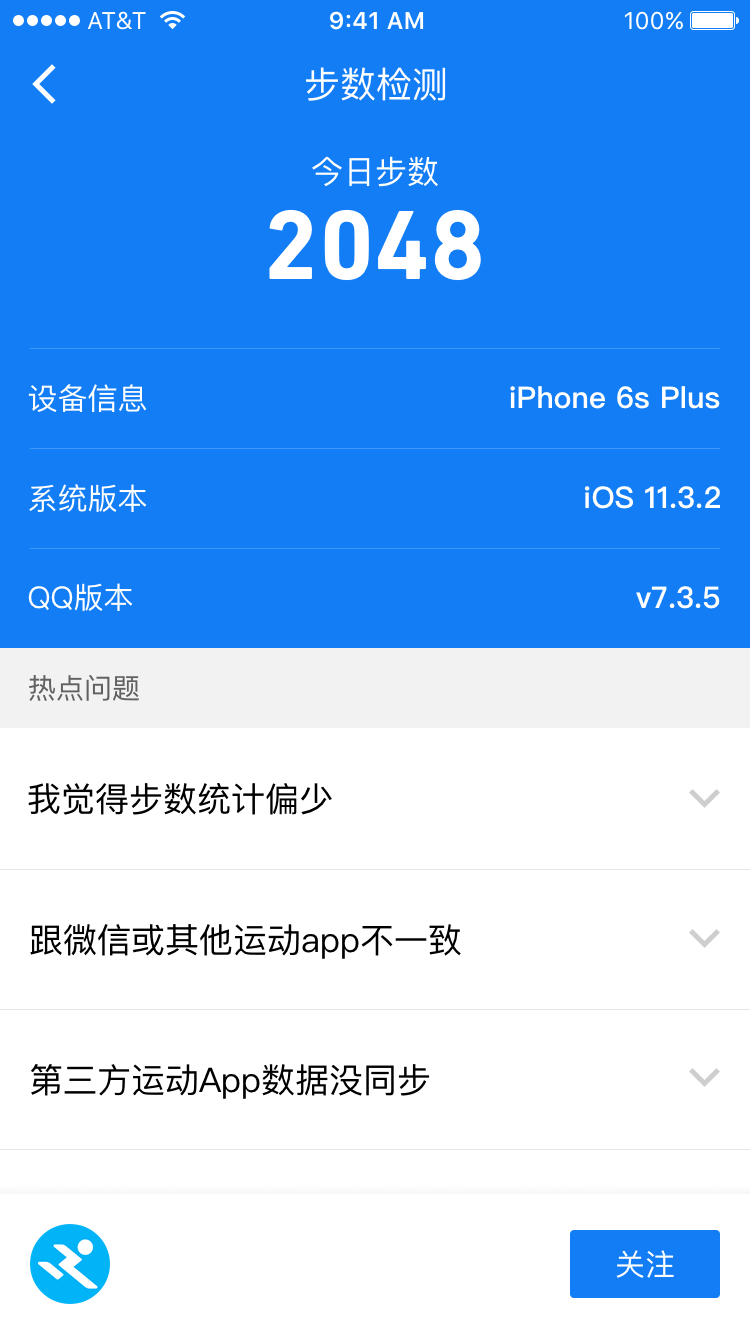 AT&T 9:41 AM 100%
步数检测
今日步数
2048
设备信息 iPhone 6s Plus
系统版本 iOS 11.3.2
QQ版本 v7.3.5
热点问题
我觉得步数统计偏少
跟微信或其他运动app不一致
第三方运动App数据没同步
关注